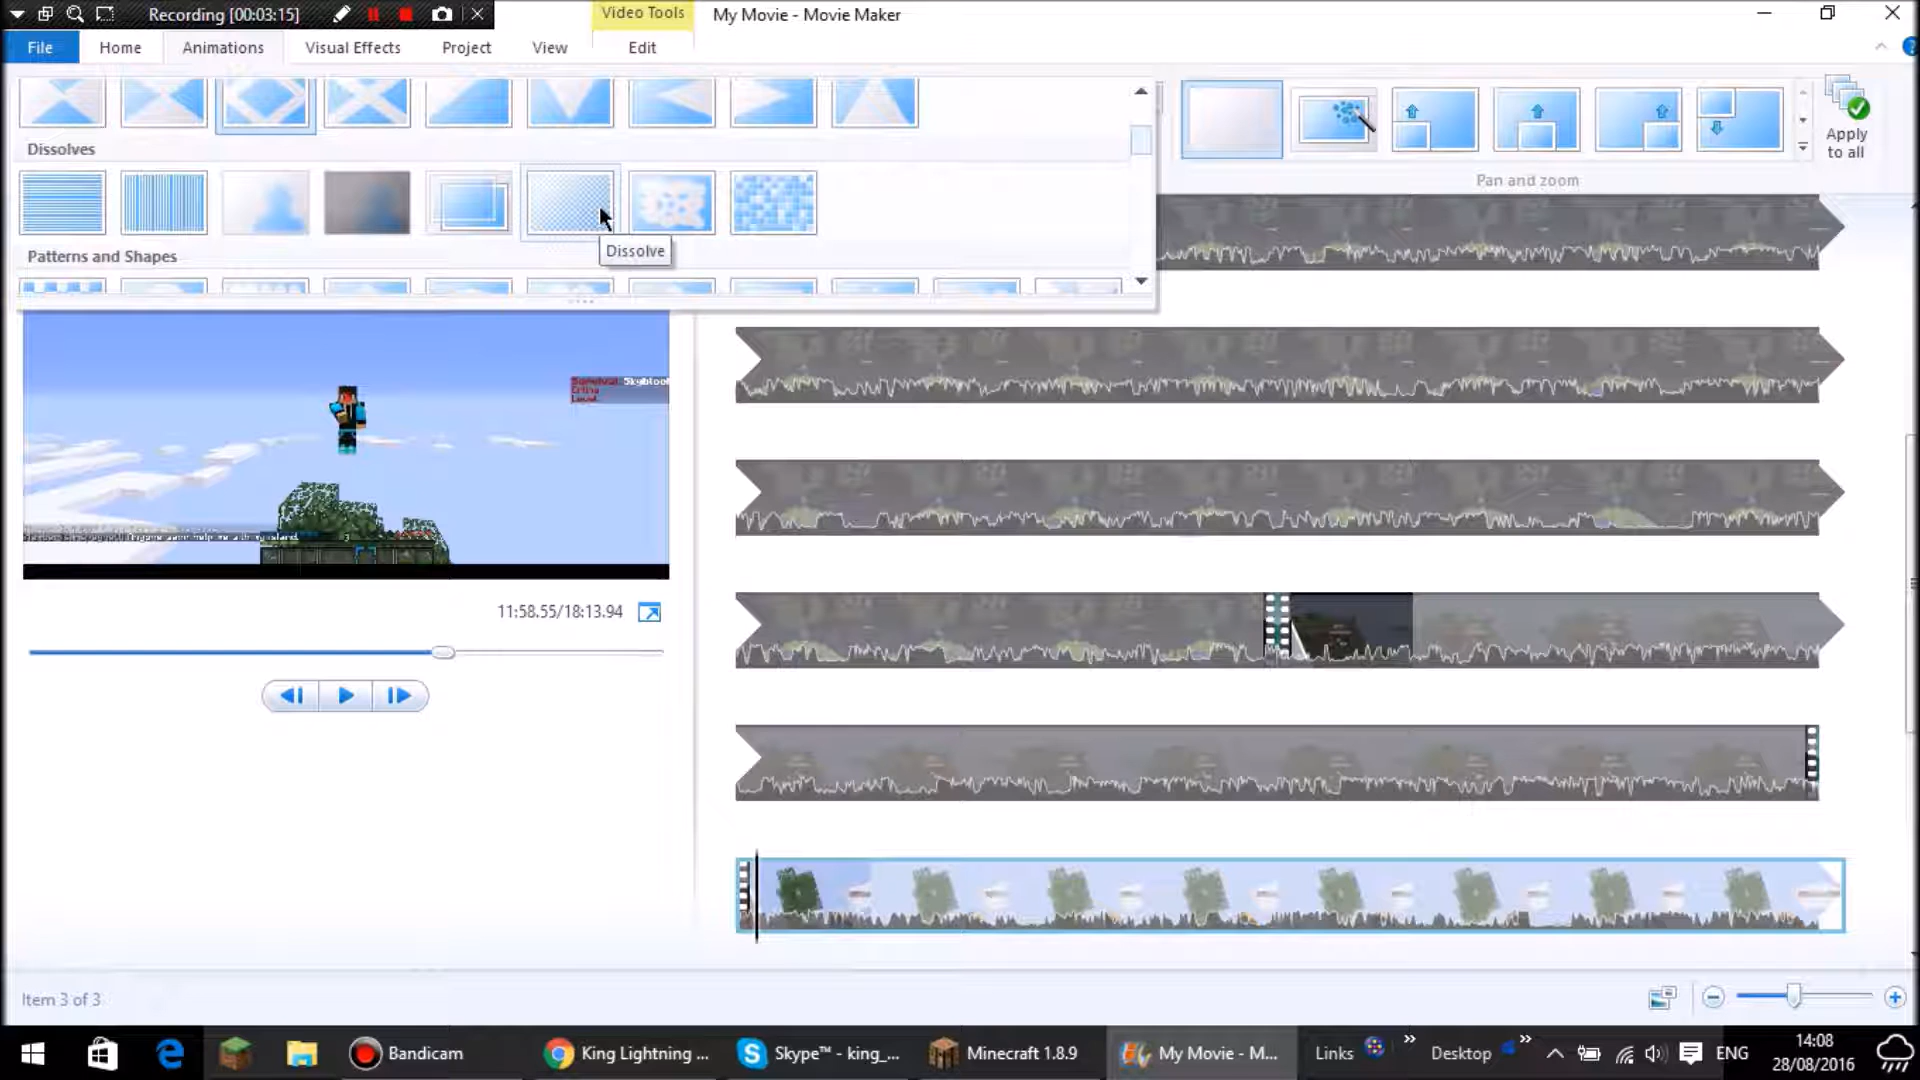 Recording [00:03:15]
Video Tools
My Movie - Movie Maker
File
Home
Animations
Visual Effects
Project
View
Edit
Dissolves
Dissolve
Patterns and Shapes
Apply
to all
Pan and zoom
Survival Skyblock
Level
11:58.55/18:13.94
Item 3 of 3
Bandicam
King Lightning ...
Skype™ - king_...
Minecraft 1.8.9
My Movie - M...
Links
Desktop
ENG
14:08
28/08/2016